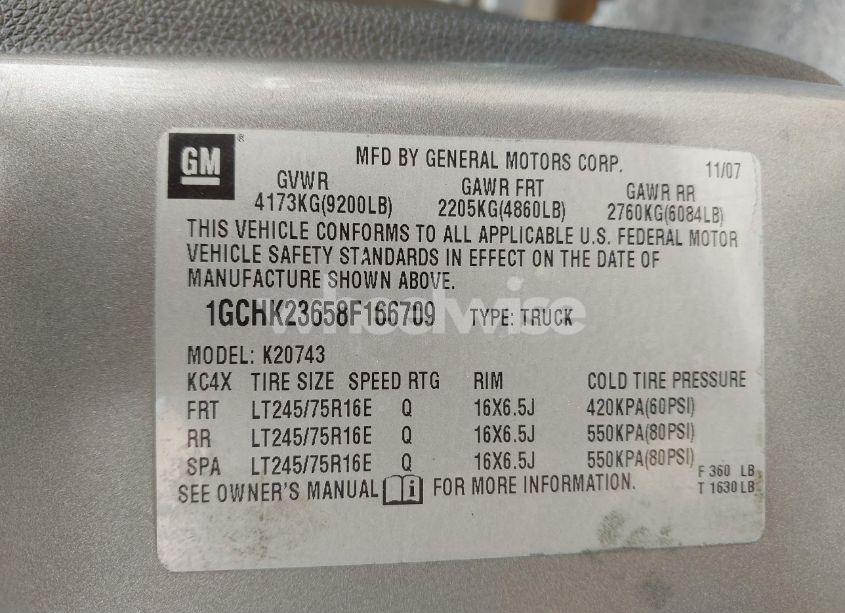 GM ®
MFD BY GENERAL MOTORS CORP. 11/07
GVWR GAWR FRT GAWR RR
4173KG(9200LB) 2205KG(4860LB) 2760KG(6084LB)
THIS VEHICLE CONFORMS TO ALL APPLICABLE U.S. FEDERAL MOTOR
VEHICLE SAFETY STANDARDS IN EFFECT ON THE DATE OF
MANUFACTURE SHOWN ABOVE.
wheelwise
1GCHK23658F166709 TYPE: TRUCK
MODEL: K20743
KC4X TIRE SIZE SPEED RTG RIM COLD TIRE PRESSURE
FRT LT245/75R16E Q 16X6.5J 420KPA(60PSI)
RR LT245/75R16E Q 16X6.5J 550KPA(80PSI)
SPA LT245/75R16E Q 16X6.5J 550KPA(80PSI)
F 360 LB
SEE OWNER'S MANUAL i FOR MORE INFORMATION. T 1630 LB